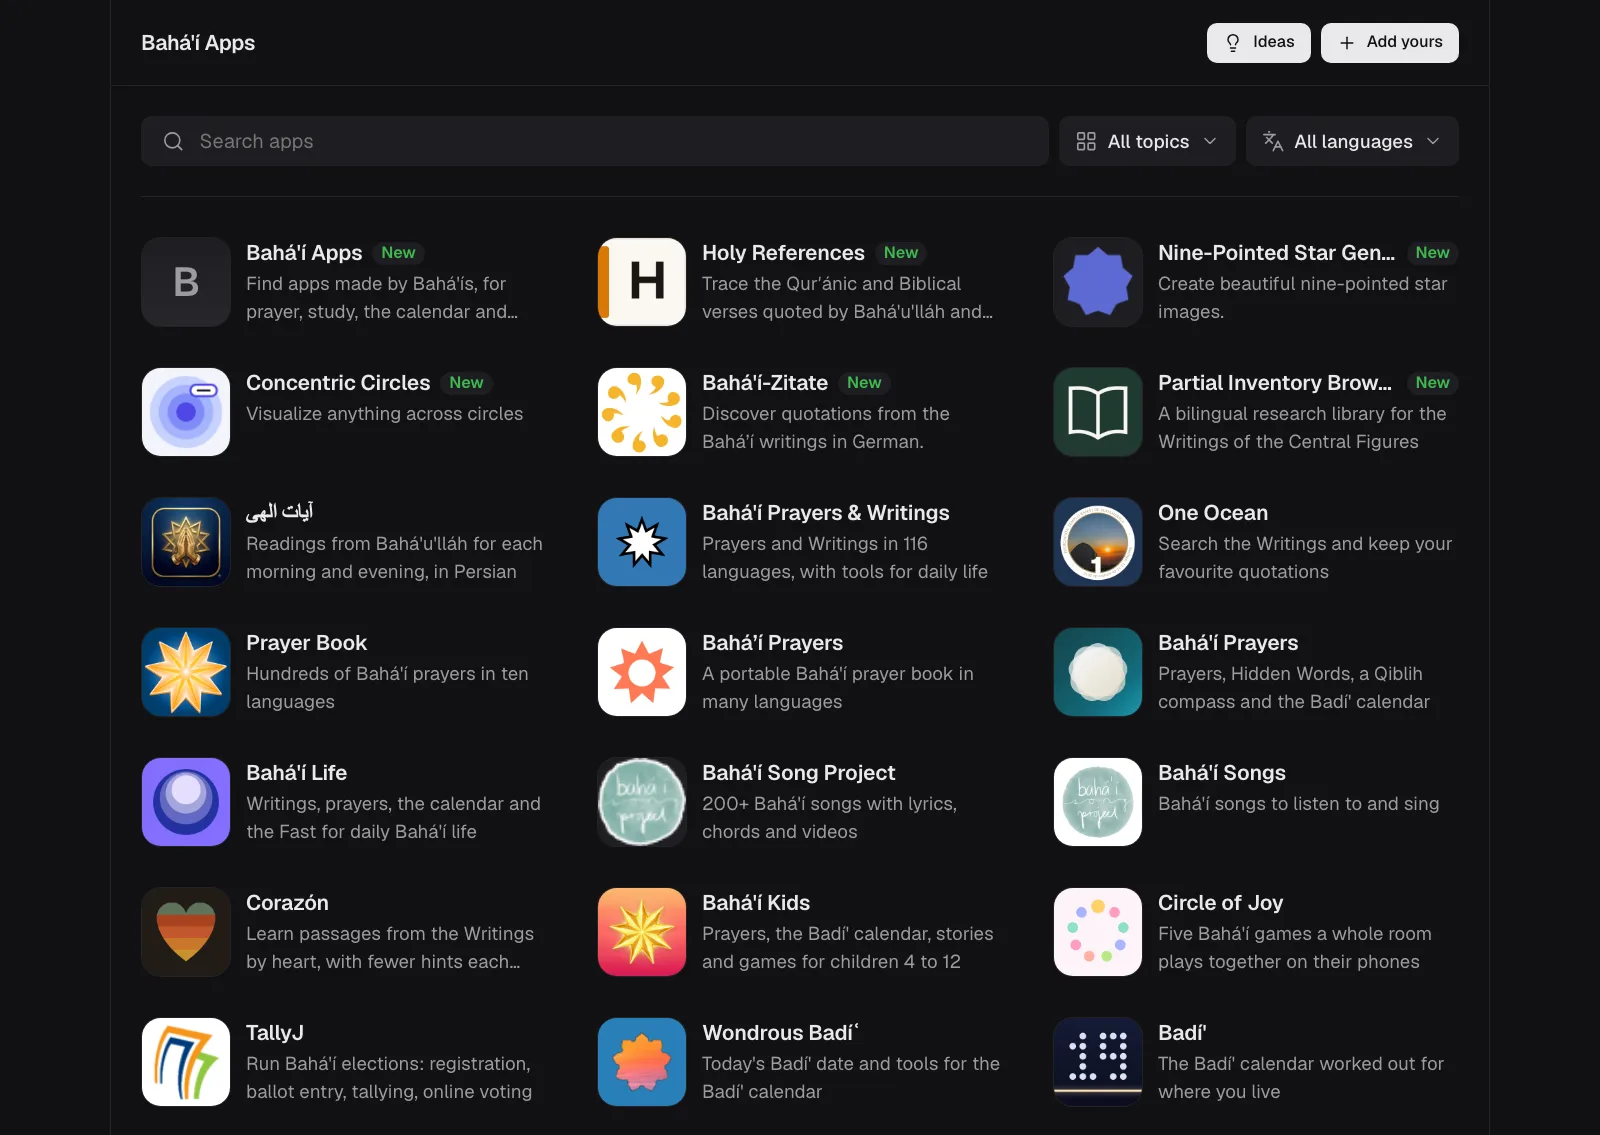 Bahá'í Apps
Ideas
Add yours
Search apps
All topics
All languages
B
Bahá'í Apps New
Find apps made by Bahá'ís, for
prayer, study, the calendar and...
H
Holy References New
Trace the Qur'ánic and Biblical
verses quoted by Bahá'u'lláh and...
Nine-Pointed Star Gen... New
Create beautiful nine-pointed star
images.
Concentric Circles New
Visualize anything across circles
Bahá'í-Zitate New
Discover quotations from the
Bahá’í writings in German.
Partial Inventory Brow... New
A bilingual research library for the
Writings of the Central Figures
آیات الهی
Readings from Bahá'u'lláh for each
morning and evening, in Persian
Bahá'í Prayers & Writings
Prayers and Writings in 116
languages, with tools for daily life
1
One Ocean
Search the Writings and keep your
favourite quotations
Prayer Book
Hundreds of Bahá'í prayers in ten
languages
Bahá’í Prayers
A portable Bahá'í prayer book in
many languages
Bahá'í Prayers
Prayers, Hidden Words, a Qiblih
compass and the Badí' calendar
Bahá'í Life
Writings, prayers, the calendar and
the Fast for daily Bahá'í life
bahá'í
song
project
Bahá'í Song Project
200+ Bahá'í songs with lyrics,
chords and videos
bahá'í
song
project
Bahá'í Songs
Bahá'í songs to listen to and sing
Corazón
Learn passages from the Writings
by heart, with fewer hints each...
Bahá'í Kids
Prayers, the Badí' calendar, stories
and games for children 4 to 12
Circle of Joy
Five Bahá'í games a whole room
plays together on their phones
TallyJ
Run Bahá'í elections: registration,
ballot entry, tallying, online voting
Wondrous Badí‘
Today's Badí' date and tools for the
Badí' calendar
19
Badí'
The Badí' calendar worked out for
where you live